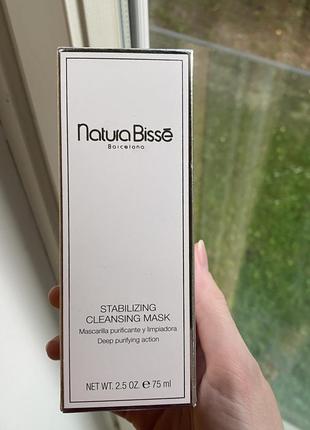 Natura Bissé
Barcelona
STABILIZING
CLEANSING MASK
Mascarilla purificante y limpiadora
Deep purifying action
NET WT. 2.5 OZ. ℮ 75 ml